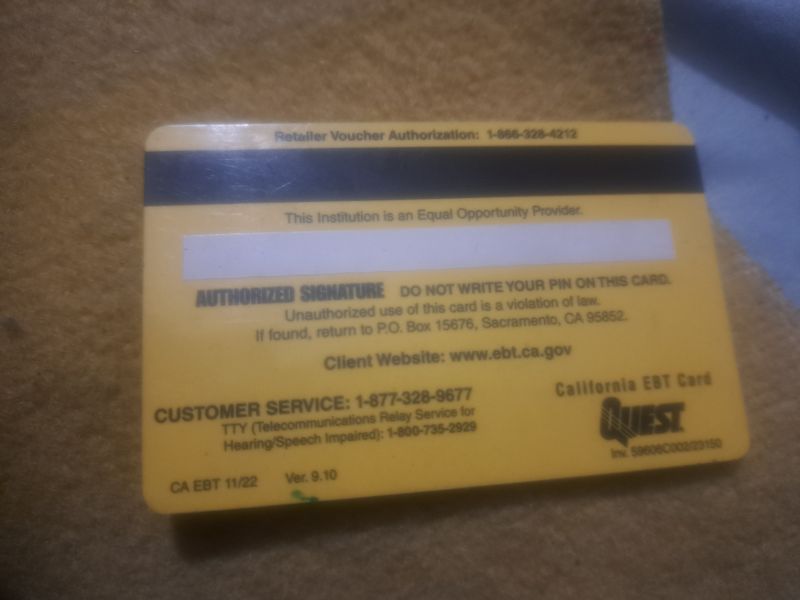 Retailer Voucher Authorization: 1-866-328-4212
This Institution is an Equal Opportunity Provider.
AUTHORIZED SIGNATURE DO NOT WRITE YOUR PIN ON THIS CARD.
Unauthorized use of this card is a violation of law.
If found, return to P.O. Box 15676, Sacramento, CA 95852.
Client Website: www.ebt.ca.gov
CUSTOMER SERVICE: 1-877-328-9677
TTY (Telecommunications Relay Service for
Hearing/Speech Impaired): 1-800-735-2929
California EBT Card
QUEST
Inv. 59606C002/23150
CA EBT 11/22 Ver. 9.10